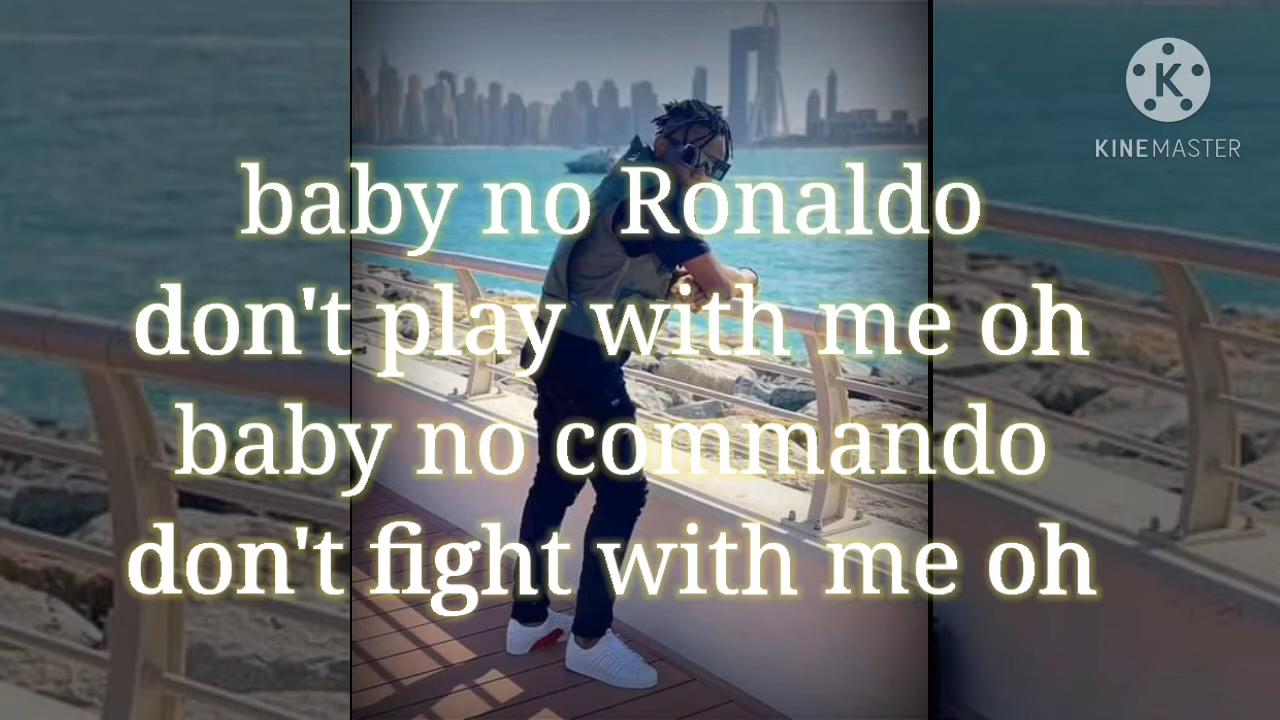 KINEMASTER
baby no Ronaldo
don't play with me oh
baby no commando
don't fight with me oh